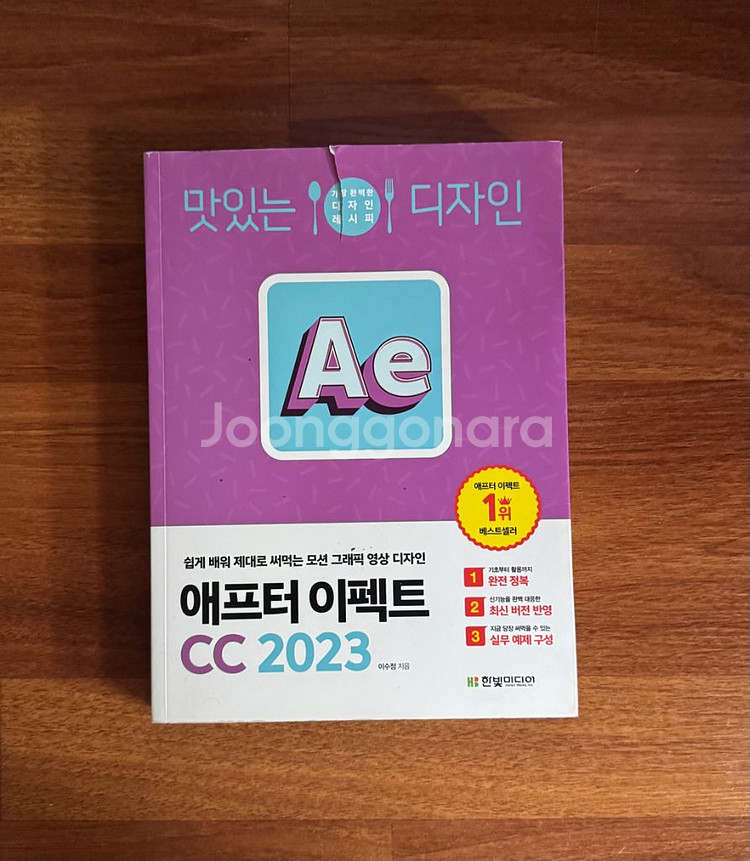 맛있는 디자인
가장 완벽한
디자인
레시피
Ae
Joonggonara
애프터 이펙트
1위
베스트셀러
쉽게 배워 제대로 써먹는 모션 그래픽 영상 디자인
애프터 이펙트
CC 2023
이수정 지음
1 기초부터 활용까지
완전 정복
2 신기능을 완벽 대응한
최신 버전 반영
3 지금 당장 써먹을 수 있는
실무 예제 구성
HB 한빛미디어